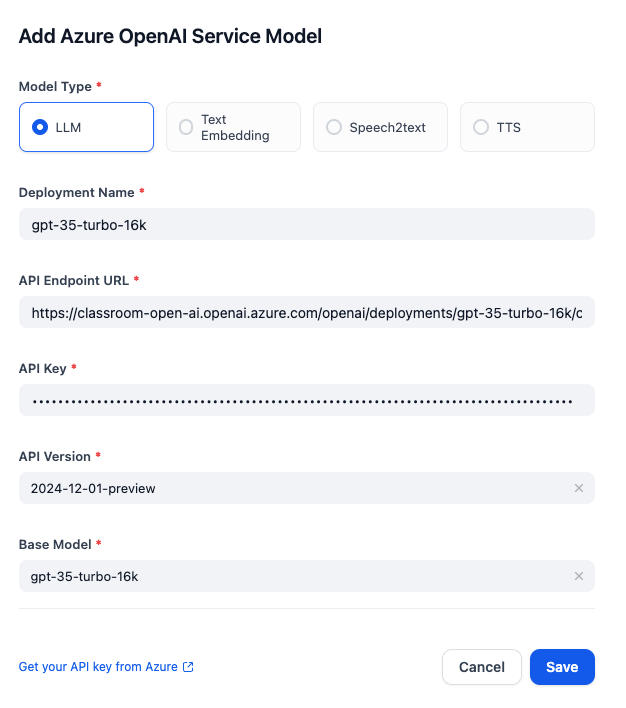 Add Azure OpenAI Service Model
Model Type *
LLM
Text
Embedding
Speech2text
TTS
Deployment Name *
gpt-35-turbo-16k
API Endpoint URL *
https://classroom-open-ai.openai.azure.com/openai/deployments/gpt-35-turbo-16k/c
API Key *
API Version *
2024-12-01-preview
Base Model *
gpt-35-turbo-16k
Get your API key from Azure
Cancel
Save